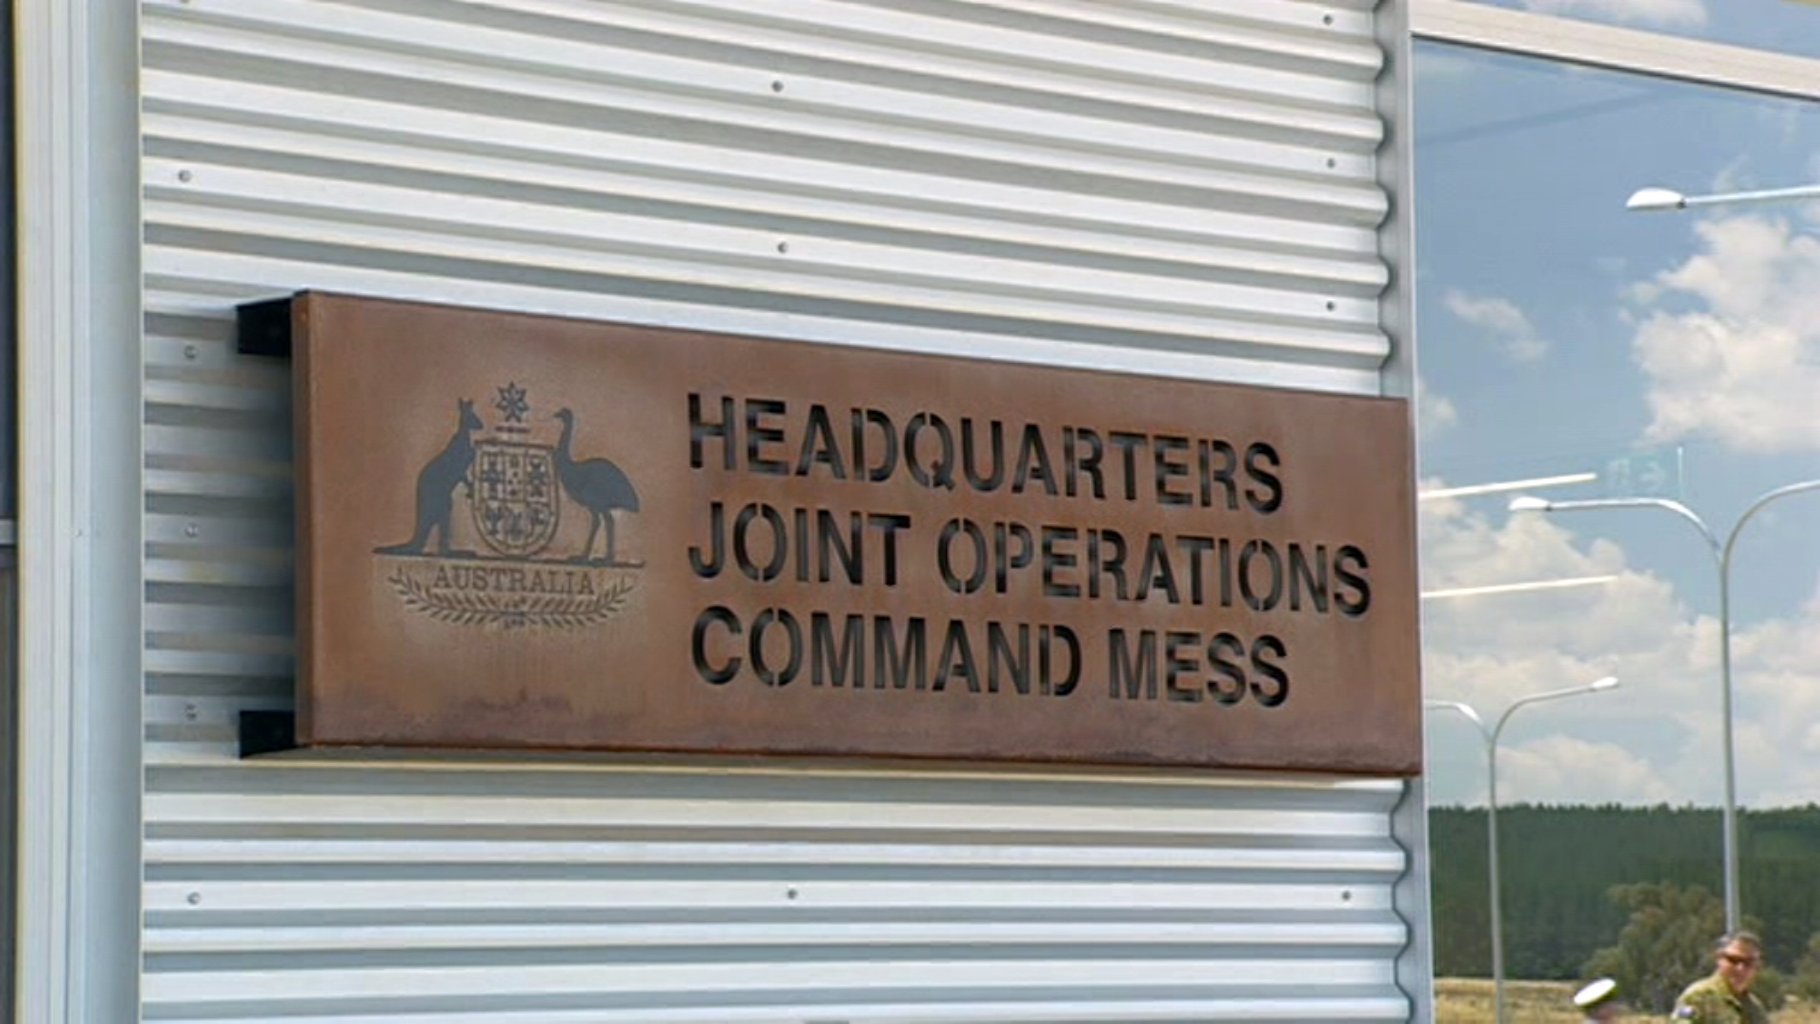 AUSTRALIA
HEADQUARTERS
JOINT OPERATIONS
COMMAND MESS